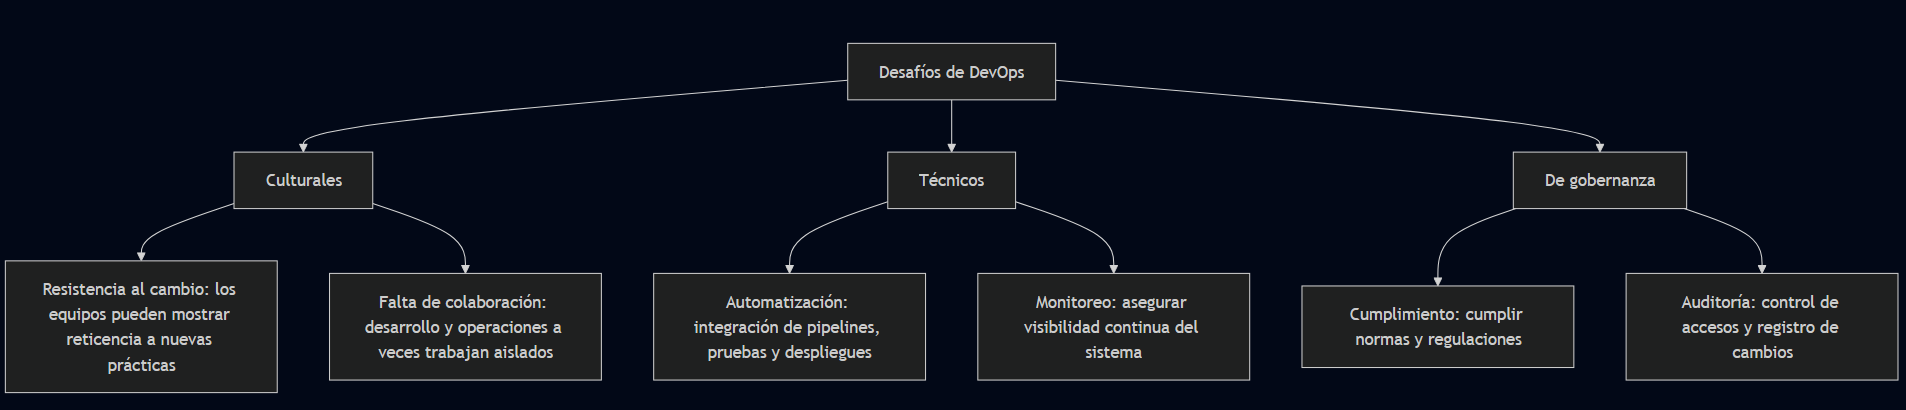 Desafíos de DevOps
Culturales
Técnicos
De gobernanza
Resistencia al cambio: los
equipos pueden mostrar
reticencia a nuevas
prácticas
Falta de colaboración:
desarrollo y operaciones a
veces trabajan aislados
Automatización:
integración de pipelines,
pruebas y despliegues
Monitoreo: asegurar
visibilidad continua del
sistema
Cumplimiento: cumplir
normas y regulaciones
Auditoría: control de
accesos y registro de
cambios